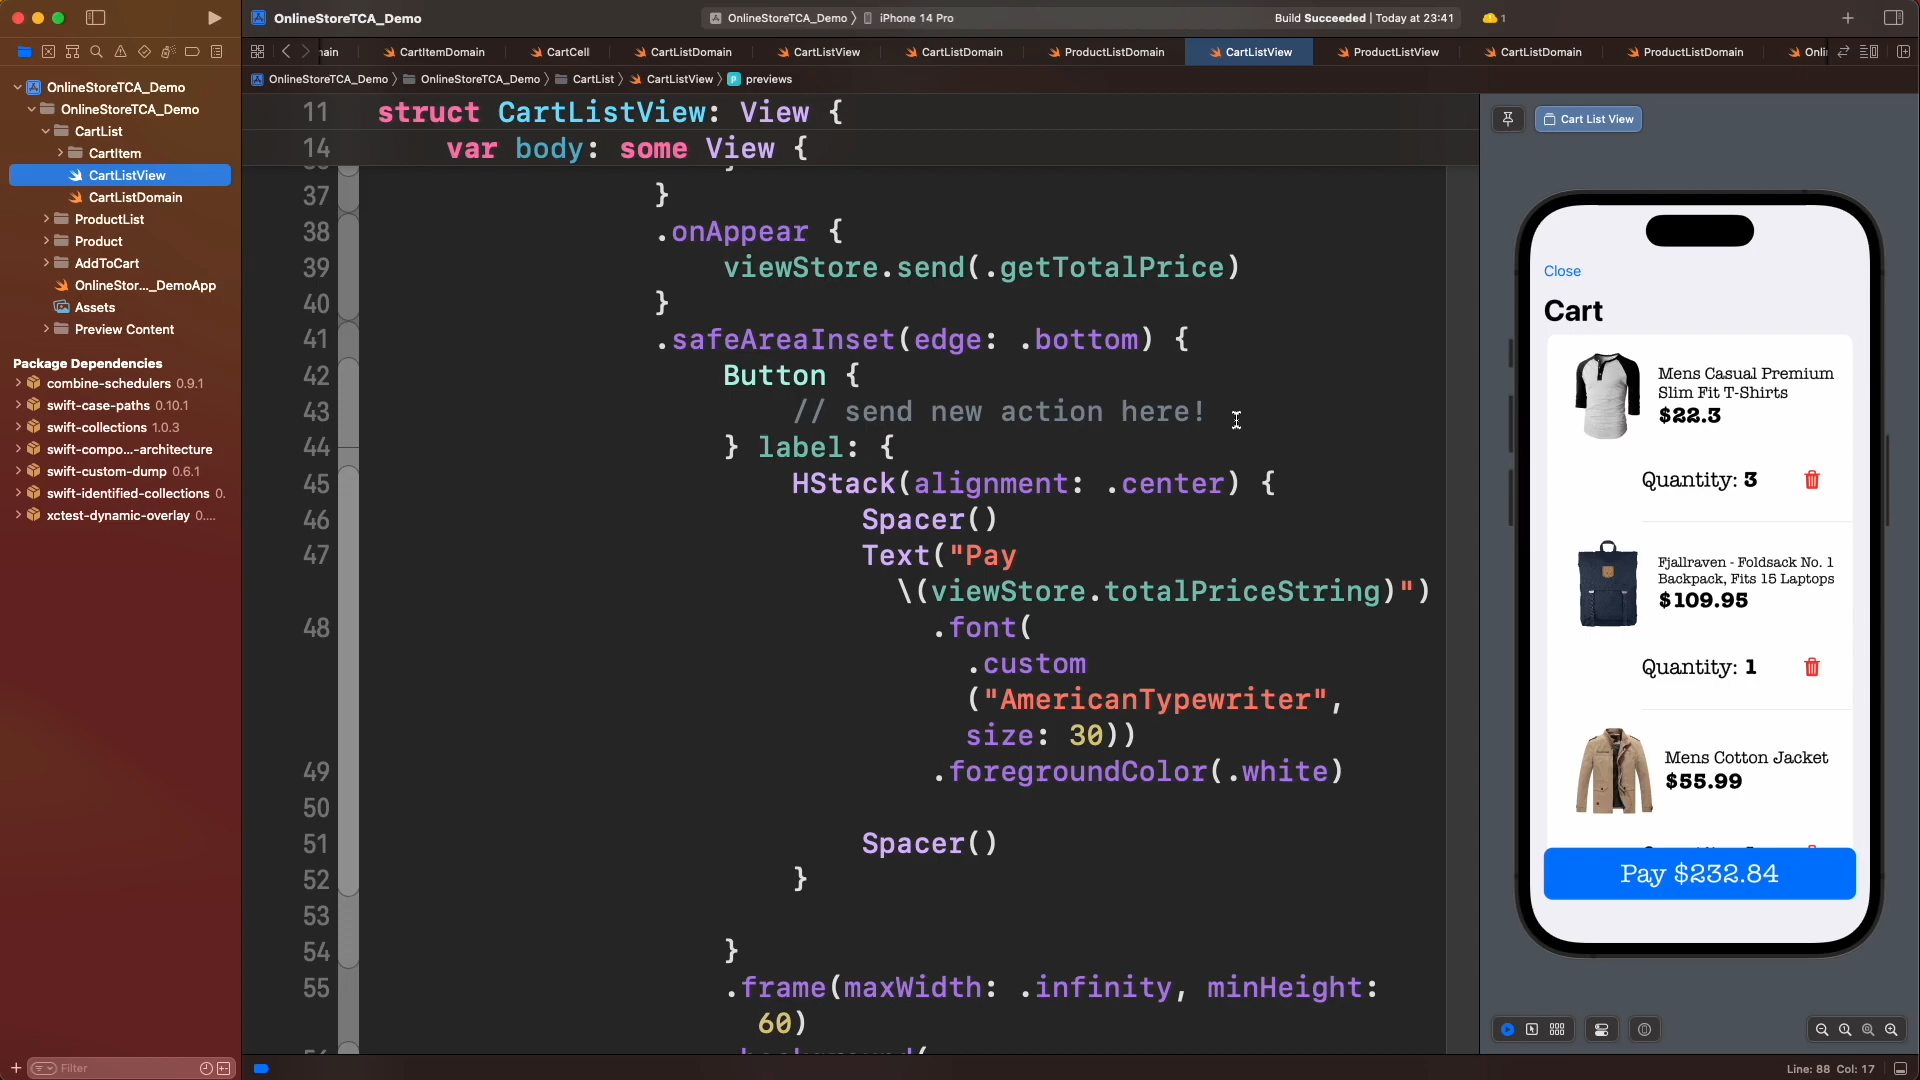 OnlineStoreTCA_Demo
OnlineStoreTCA_Demo
iPhone 14 Pro
Build Succeeded | Today at 23:41
1
CartItemDomain
CartCell
CartListDomain
CartListView
CartListDomain
ProductListDomain
CartListView
ProductListView
CartListDomain
ProductListDomain
OnlineStoreTCA_Demo
OnlineStoreTCA_Demo
CartList
CartListView
previews
OnlineStoreTCA_Demo
OnlineStoreTCA_Demo
CartList
CartItem
CartListView
CartListDomain
ProductList
Product
AddToCart
OnlineStor..._DemoApp
Assets
Preview Content
Package Dependencies
combine-schedulers 0.9.1
swift-case-paths 0.10.1
swift-collections 1.0.3
swift-compo...-architecture
swift-custom-dump 0.6.1
swift-identified-collections 0.
xctest-dynamic-overlay 0....
Filter
11 struct CartListView: View {
14 var body: some View {
37 }
38 .onAppear {
39 viewStore.send(.getTotalPrice)
40 }
41 .safeAreaInset(edge: .bottom) {
42 Button {
43 // send new action here!
44 } label: {
45 HStack(alignment: .center) {
46 Spacer()
47 Text("Pay
\(viewStore.totalPriceString)")
48 .font(
.custom
("AmericanTypewriter",
size: 30))
49 .foregroundColor(.white)
50
51 Spacer()
52 }
53
54 }
55 .frame(maxWidth: .infinity, minHeight:
60)
Cart List View
Close
Cart
Mens Casual Premium
Slim Fit T-Shirts
$22.3
Quantity: 3
Fjallraven - Foldsack No. 1
Backpack, Fits 15 Laptops
$109.95
Quantity: 1
Mens Cotton Jacket
$55.99
Pay $232.84
Line: 88 Col: 17